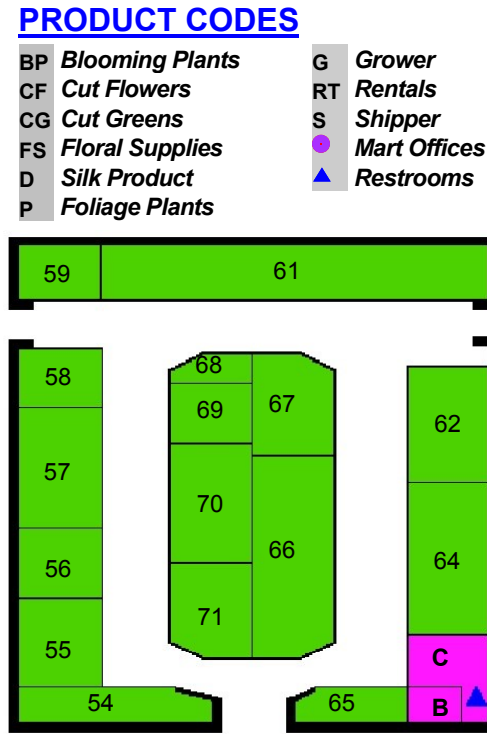 PRODUCT CODES
BP Blooming Plants
CF Cut Flowers
CG Cut Greens
FS Floral Supplies
D Silk Product
P Foliage Plants
G Grower
RT Rentals
S Shipper
Mart Offices
Restrooms
59 61
58 68 67 62
69
57 70 66 64
56
55 71 C
54 65 B